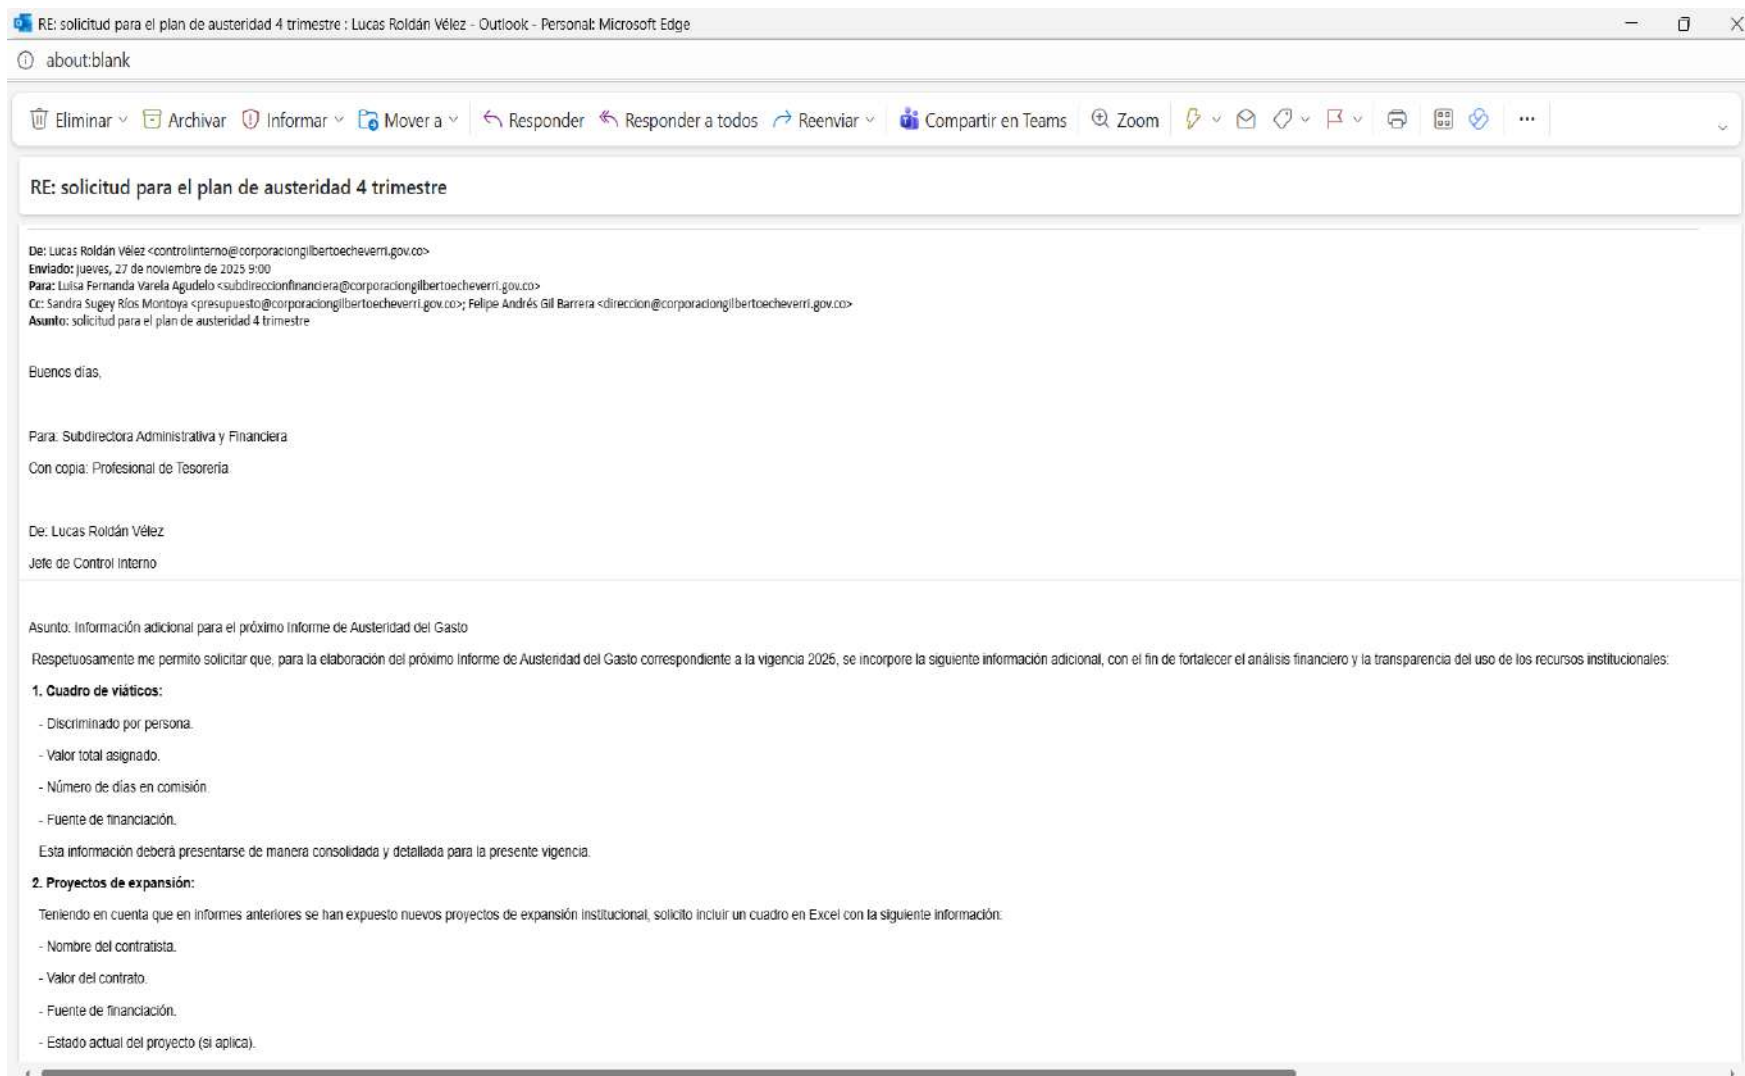 RE: solicitud para el plan de austeridad 4 trimestre : Lucas Roldán Vélez - Outlook - Personal: Microsoft Edge
about:blank
Eliminar Archivar Informar Mover a Responder Responder a todos Reenviar Compartir en Teams Zoom ...
RE: solicitud para el plan de austeridad 4 trimestre
De: Lucas Roldán Vélez <controlinterno@corporaciongilbertoecheverri.gov.co>
Enviado: jueves, 27 de noviembre de 2025 9:00
Para: Luisa Fernanda Varela Agudelo <subdireccionfinanciera@corporaciongilbertoecheverri.gov.co>
Cc: Sandra Sugey Ríos Montoya <presupuesto@corporaciongilbertoecheverri.gov.co>; Felipe Andrés Gil Barrera <direccion@corporaciongilbertoecheverri.gov.co>
Asunto: solicitud para el plan de austeridad 4 trimestre
Buenos días,
Para: Subdirectora Administrativa y Financiera
Con copia: Profesional de Tesorería
De: Lucas Roldán Vélez
Jefe de Control Interno
Asunto: Información adicional para el próximo Informe de Austeridad del Gasto
Respetuosamente me permito solicitar que, para la elaboración del próximo Informe de Austeridad del Gasto correspondiente a la vigencia 2025, se incorpore la siguiente información adicional, con el fin de fortalecer el análisis financiero y la transparencia del uso de los recursos institucionales:
1. Cuadro de viáticos:
- Discriminado por persona.
- Valor total asignado.
- Número de días en comisión.
- Fuente de financiación.
Esta información deberá presentarse de manera consolidada y detallada para la presente vigencia.
2. Proyectos de expansión:
Teniendo en cuenta que en informes anteriores se han expuesto nuevos proyectos de expansión institucional, solicito incluir un cuadro en Excel con la siguiente información:
- Nombre del contratista.
- Valor del contrato.
- Fuente de financiación.
- Estado actual del proyecto (si aplica).